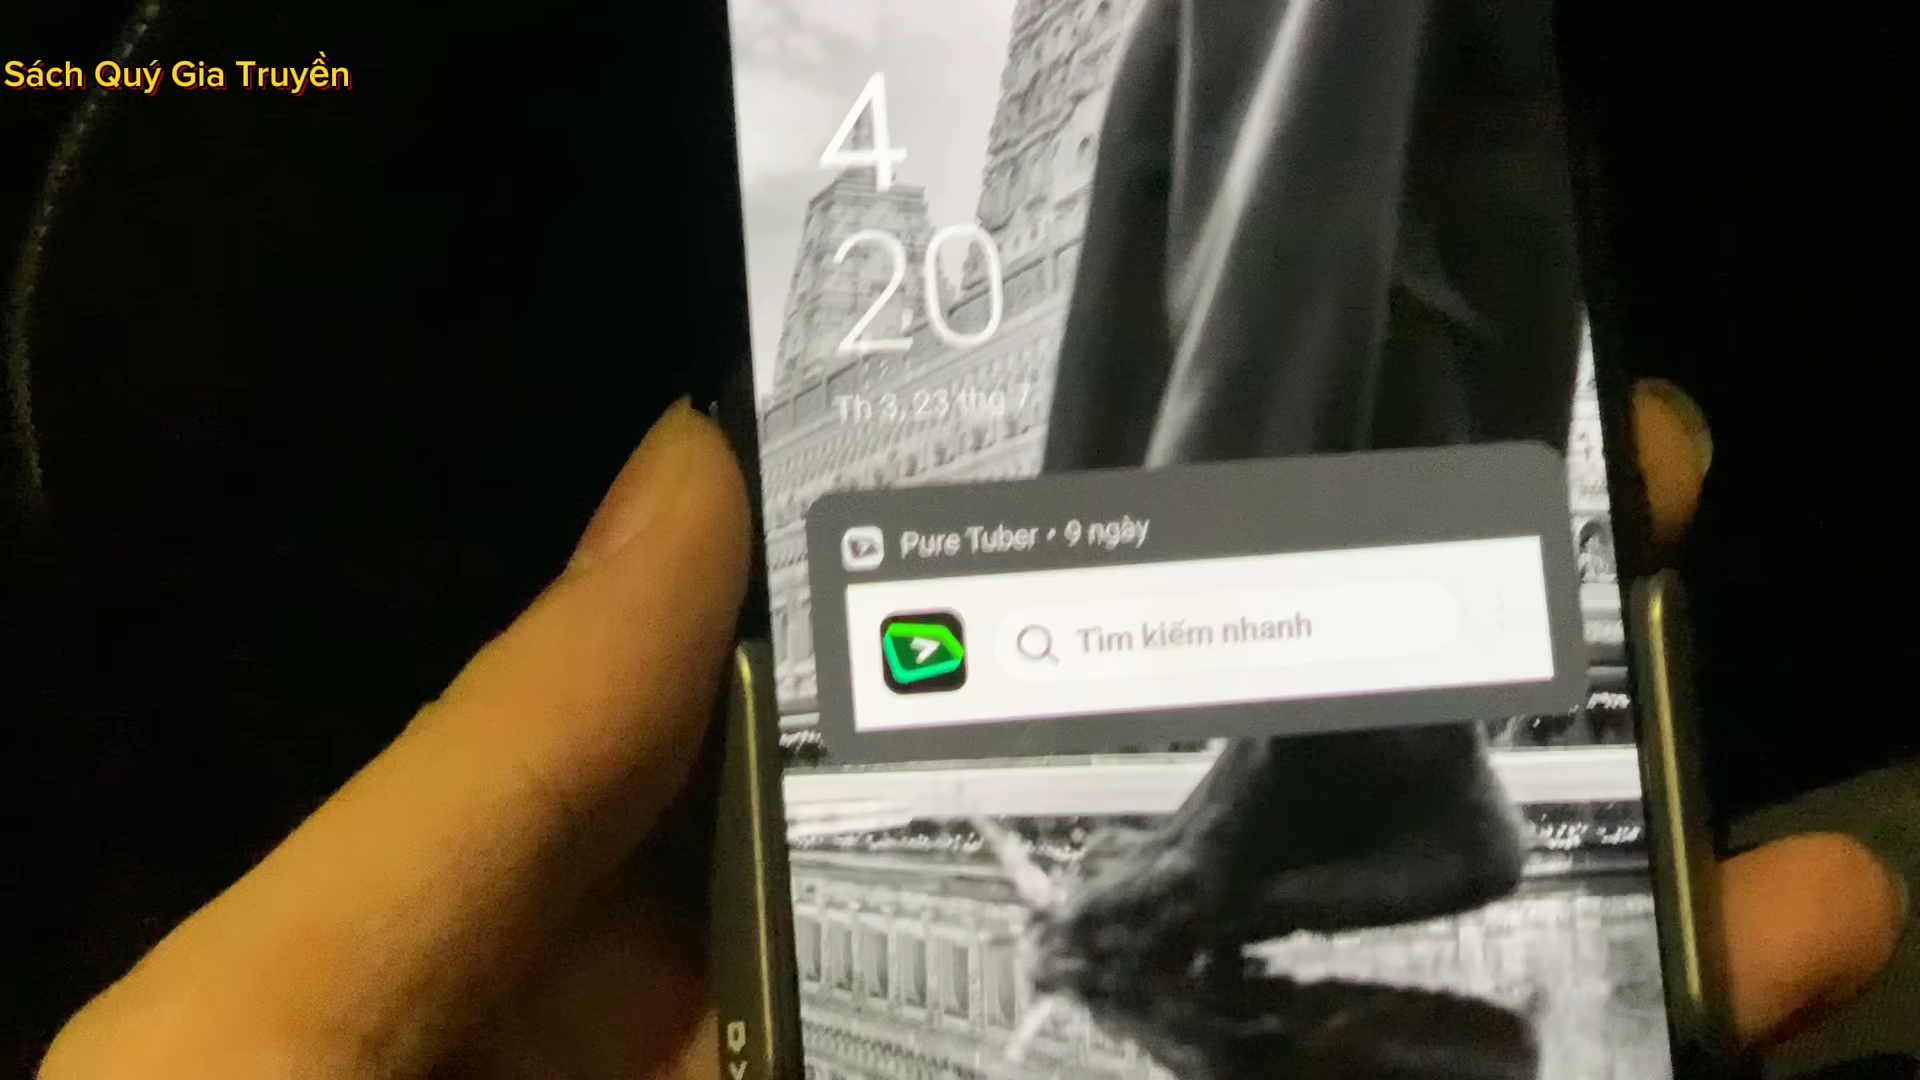 Sách Quý Gia Truyền
4
20
Th 3, 23 thg 7
Pure Tuber • 9 ngày
Tìm kiếm nhanh